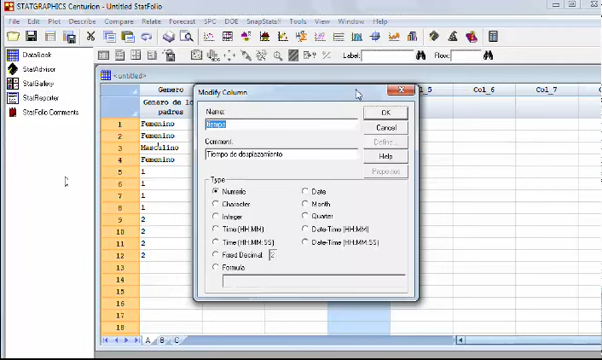 STATGRAPHICS Centurion - Untitled StatFolio
File Edit Plot Describe Compare Relate Forecast SPC DOE SnapStats!! Tools View Window Help
Label: Row:
DataBook
StatAdvisor
StatGallery
StatReporter
StatFolio Comments
<untitled>
Genero Col_5 Col_6 Col_7
Genero de los
padres
1 Femenino
2 Femenino
3 Masculino
4 Femenino
5 1
6 1
7 1
8 1
9 2
10 2
11 2
12 2
13
14
15
16
17
18
A B C
Modify Column
Name:
tiempo
Comment:
Tiempo de desplazamiento
OK
Cancel
Define...
Help
Type
Numeric
Character
Integer
Time (HH:MM)
Time (HH:MM:SS)
Fixed Decimal 2
Formula
Date
Month
Quarter
Date-Time (HH:MM)
Date-Time (HH:MM:SS)